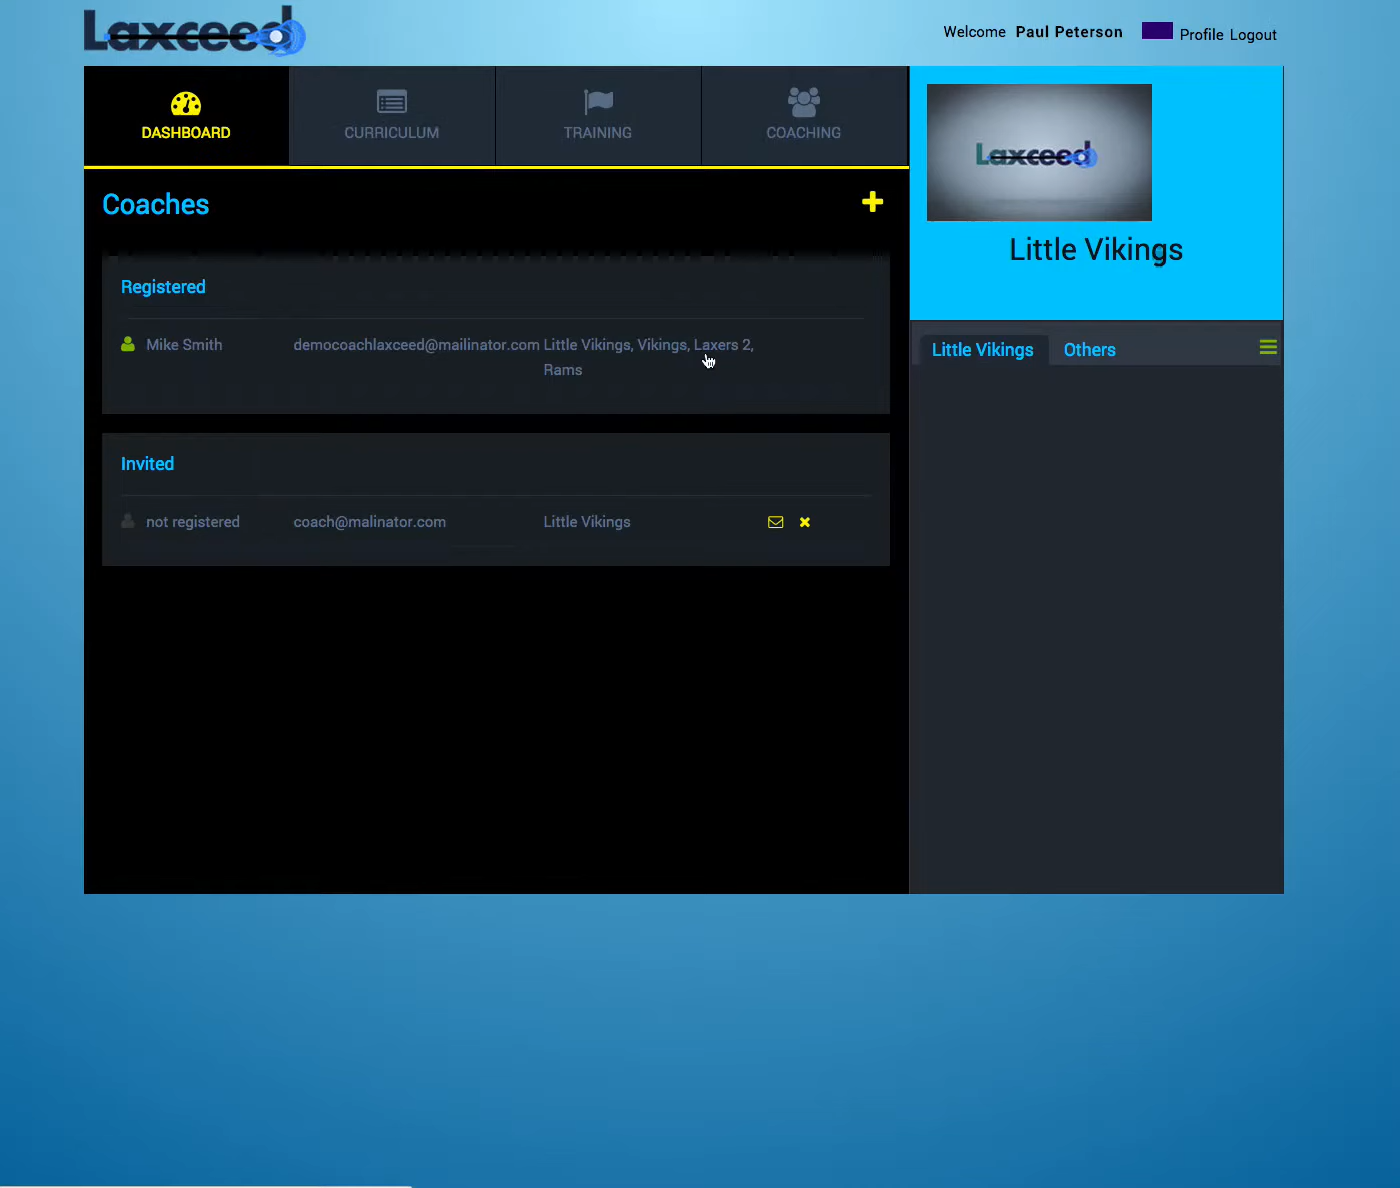 Laxceed
Welcome Paul Peterson Profile Logout
DASHBOARD
CURRICULUM
TRAINING
COACHING
Laxceed
Little Vikings
Coaches
Registered
Mike Smith democoachlaxceed@mailinator.com Little Vikings, Vikings, Laxers 2,
Rams
Invited
not registered coach@malinator.com Little Vikings
Little Vikings Others